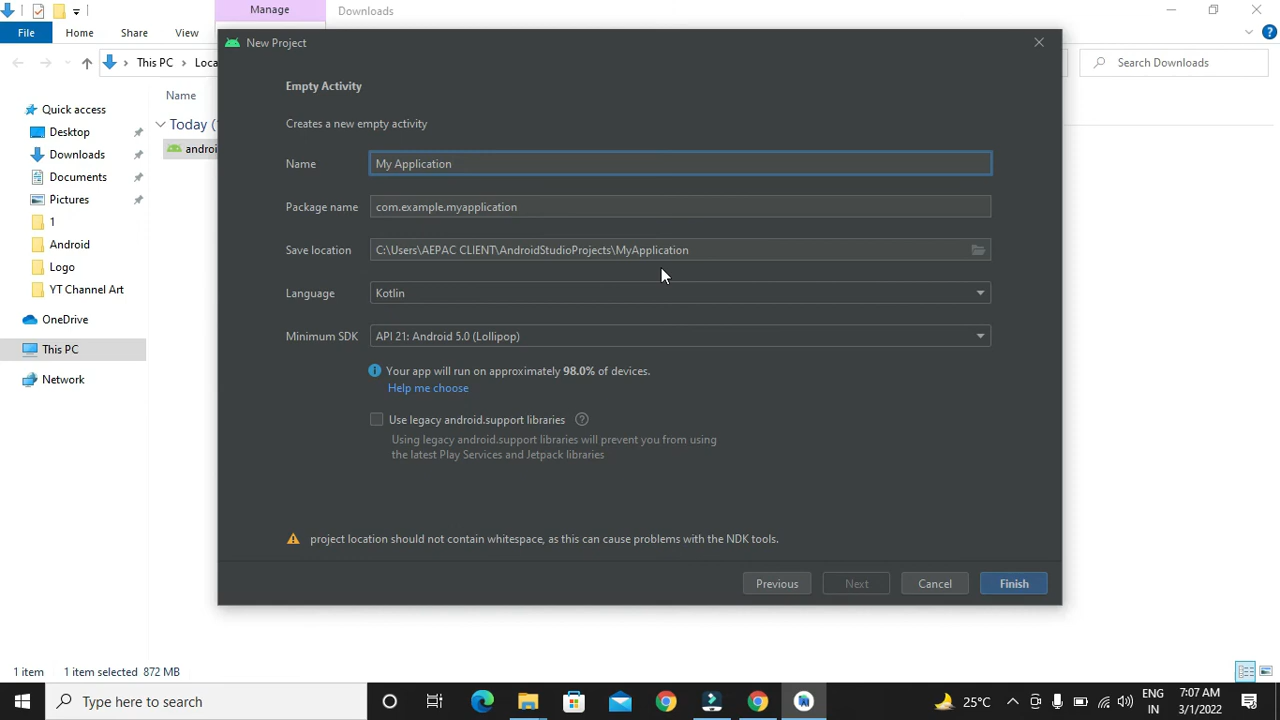 Manage
Downloads
File
Home
Share
View
This PC
Loca
Search Downloads
Quick access
Desktop
Downloads
Documents
Pictures
1
Android
Logo
YT Channel Art
OneDrive
This PC
Network
Name
Today (
androi
New Project
Empty Activity
Creates a new empty activity
Name
My Application
Package name
com.example.myapplication
Save location
C:\Users\AEPAC CLIENT\AndroidStudioProjects\MyApplication
Language
Kotlin
Minimum SDK
API 21: Android 5.0 (Lollipop)
Your app will run on approximately 98.0% of devices.
Help me choose
Use legacy android.support libraries
Using legacy android.support libraries will prevent you from using
the latest Play Services and Jetpack libraries
project location should not contain whitespace, as this can cause problems with the NDK tools.
Previous
Next
Cancel
Finish
1 item
1 item selected 872 MB
Type here to search
25°C
ENG
IN
7:07 AM
3/1/2022